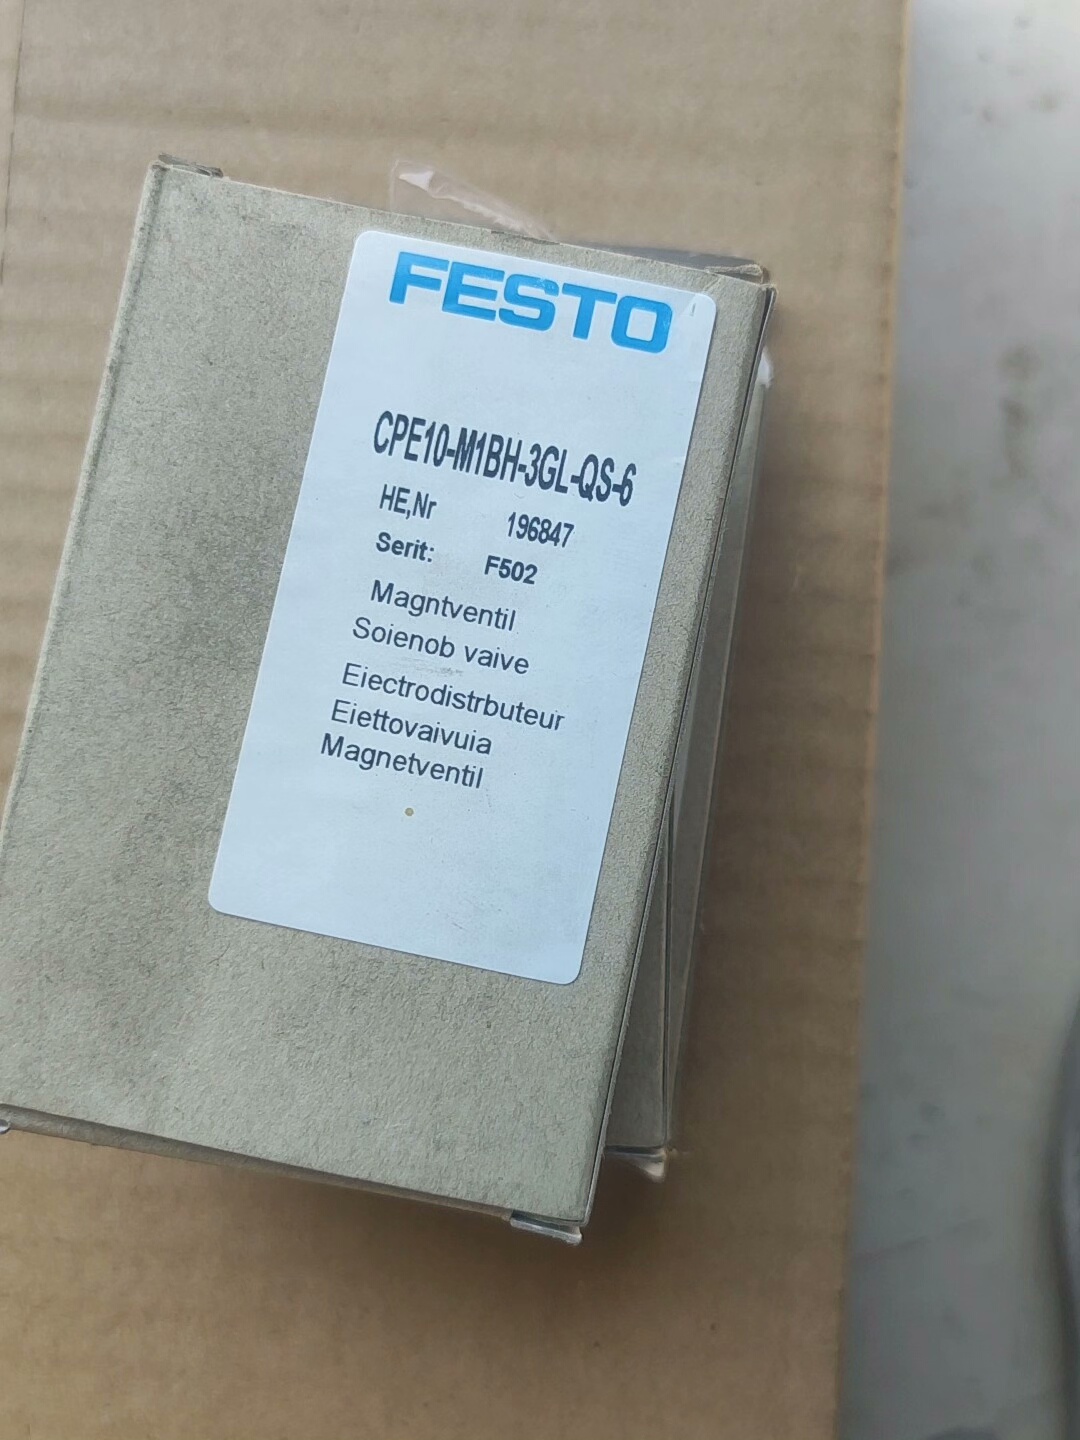 FESTO
CPE10-M1BH-3GL-QS-6
HE,Nr 196847
Serit: F502
Magntventil
Soienob vaive
Eiectrodistrbuteur
Eiettovaivuia
Magnetventil